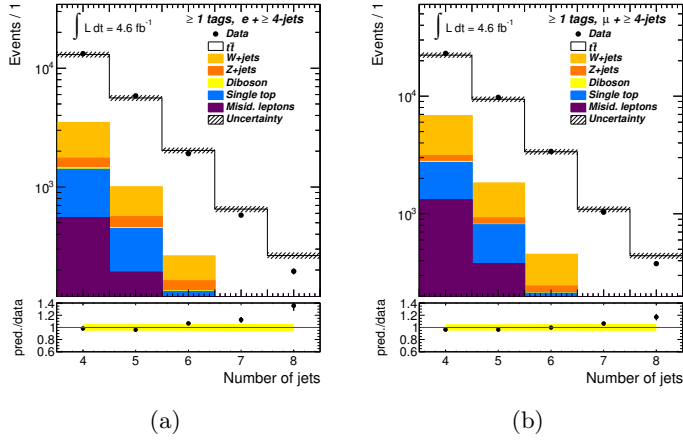 Events / 1
∫ L dt = 4.6 fb⁻¹
≥ 1 tags, e + ≥ 4-jets
Data
tt̄
W+jets
Z+jets
Diboson
Single top
Misid. leptons
Uncertainty
10⁴
10³
pred./data
1.4
1.2
1
0.8
0.6
4 5 6 7 8
Number of jets
(a)
Events / 1
∫ L dt = 4.6 fb⁻¹
≥ 1 tags, μ + ≥ 4-jets
Data
tt̄
W+jets
Z+jets
Diboson
Single top
Misid. leptons
Uncertainty
10⁴
10³
pred./data
1.4
1.2
1
0.8
0.6
4 5 6 7 8
Number of jets
(b)